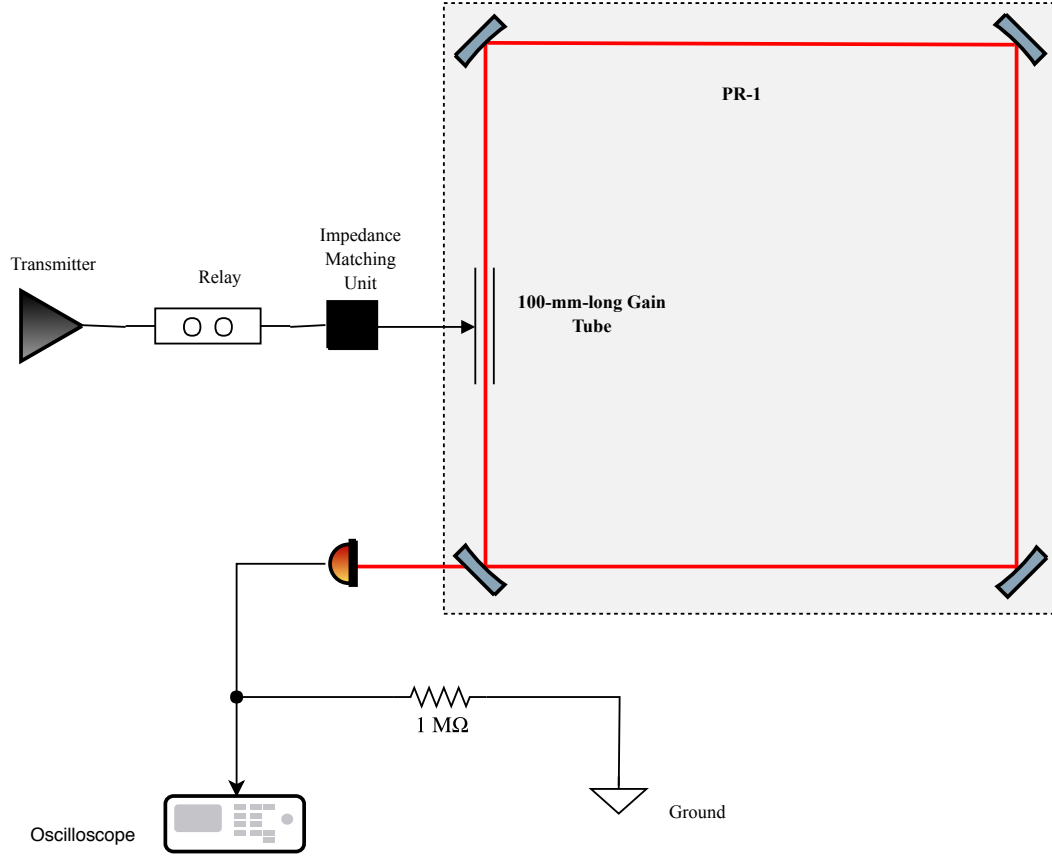 PR-1
Impedance
Matching
Unit
Transmitter
Relay
100-mm-long Gain
Tube
1 MΩ
Ground
Oscilloscope